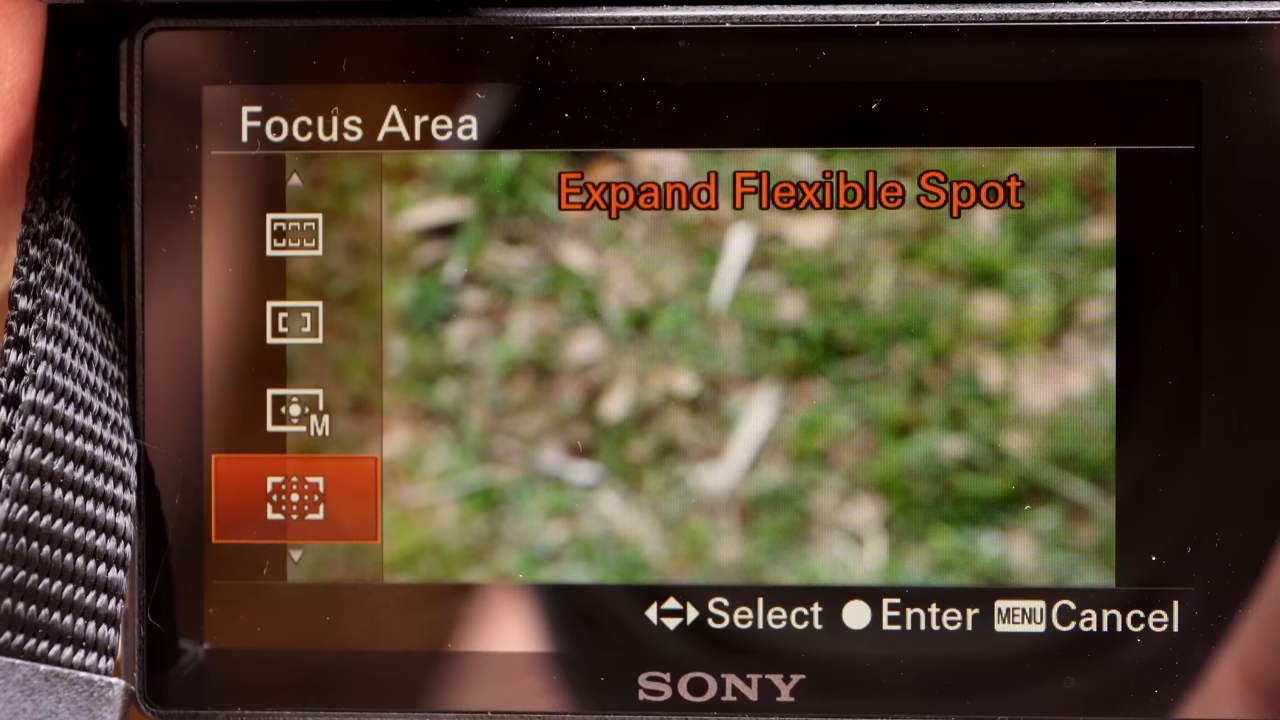 Focus Area
Expand Flexible Spot
M
Select Enter MENU Cancel
SONY